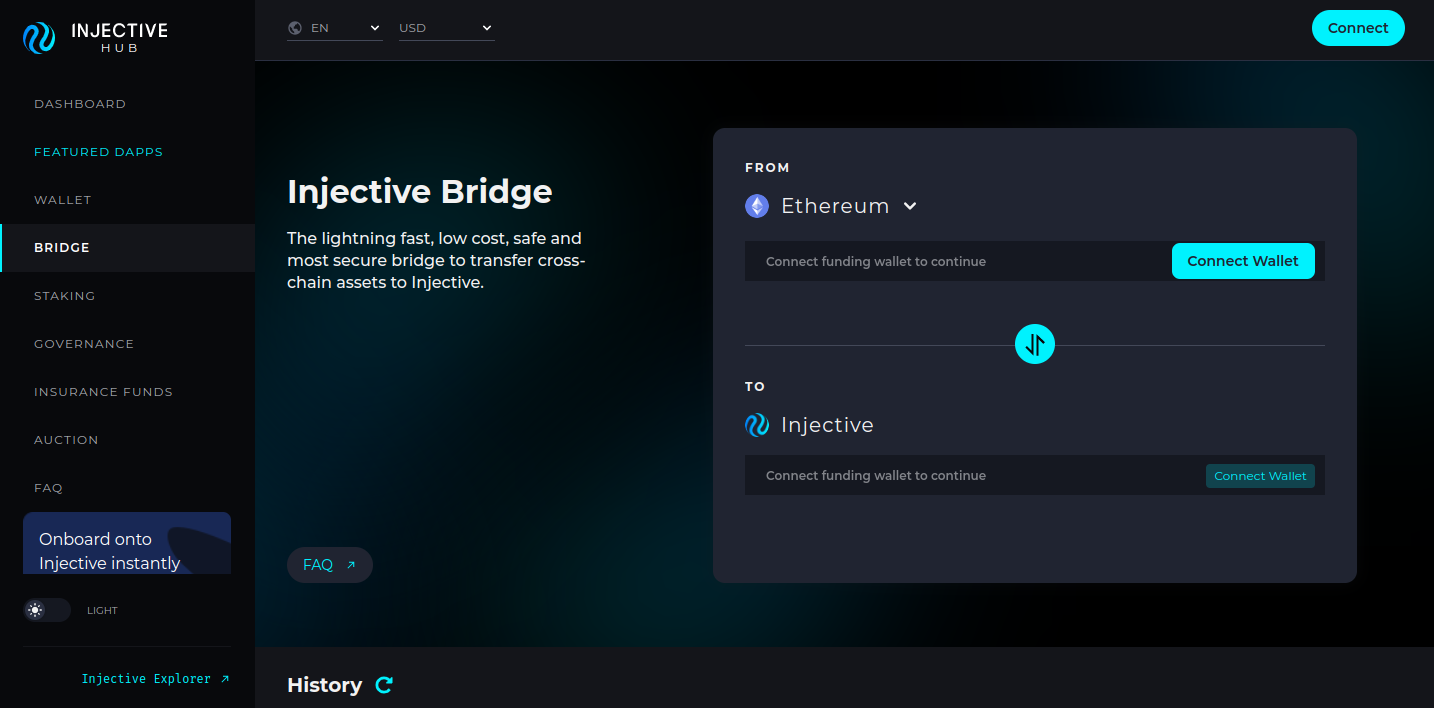 INJECTIVE
HUB
DASHBOARD
FEATURED DAPPS
WALLET
BRIDGE
STAKING
GOVERNANCE
INSURANCE FUNDS
AUCTION
FAQ
Onboard onto
Injective instantly
LIGHT
Injective Explorer
EN
USD
Connect
Injective Bridge
The lightning fast, low cost, safe and
most secure bridge to transfer cross-
chain assets to Injective.
FAQ
FROM
Ethereum
Connect funding wallet to continue
Connect Wallet
TO
Injective
Connect funding wallet to continue
Connect Wallet
History